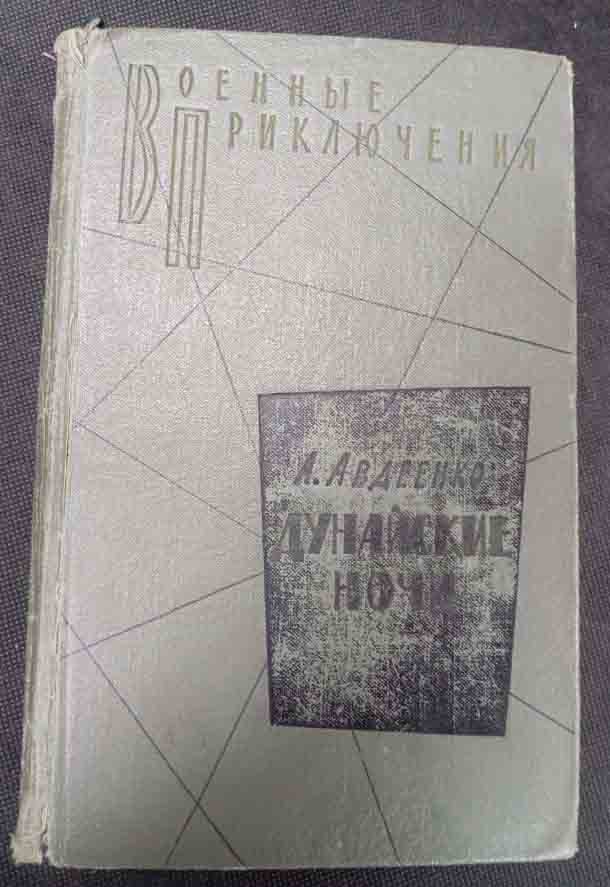 Военные
Приключения
А. Авдеенко
ДУНАЙСКИЕ
НОЧИ